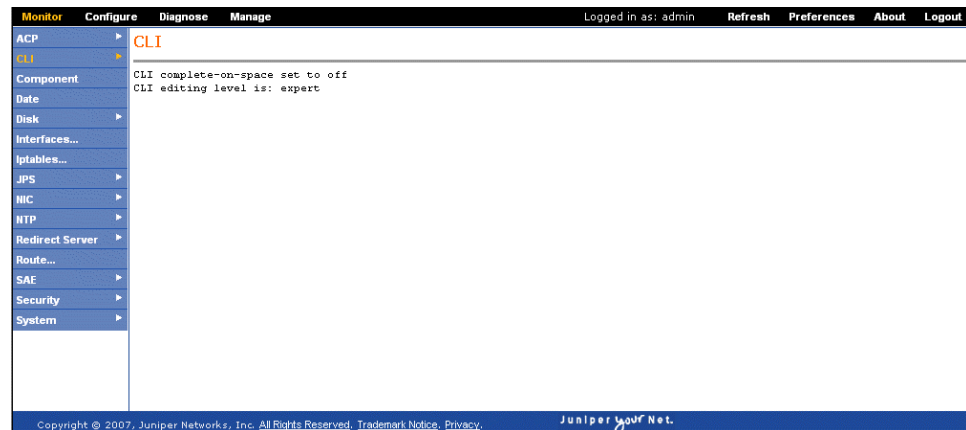 Monitor Configure Diagnose Manage Logged in as: admin Refresh Preferences About Logout
ACP
CLI
Component
Date
Disk
Interfaces...
Iptables...
JPS
NIC
NTP
Redirect Server
Route...
SAE
Security
System
CLI
CLI complete-on-space set to off
CLI editing level is: expert
Copyright © 2007, Juniper Networks, Inc. All Rights Reserved. Trademark Notice. Privacy.
Juniper your Net.